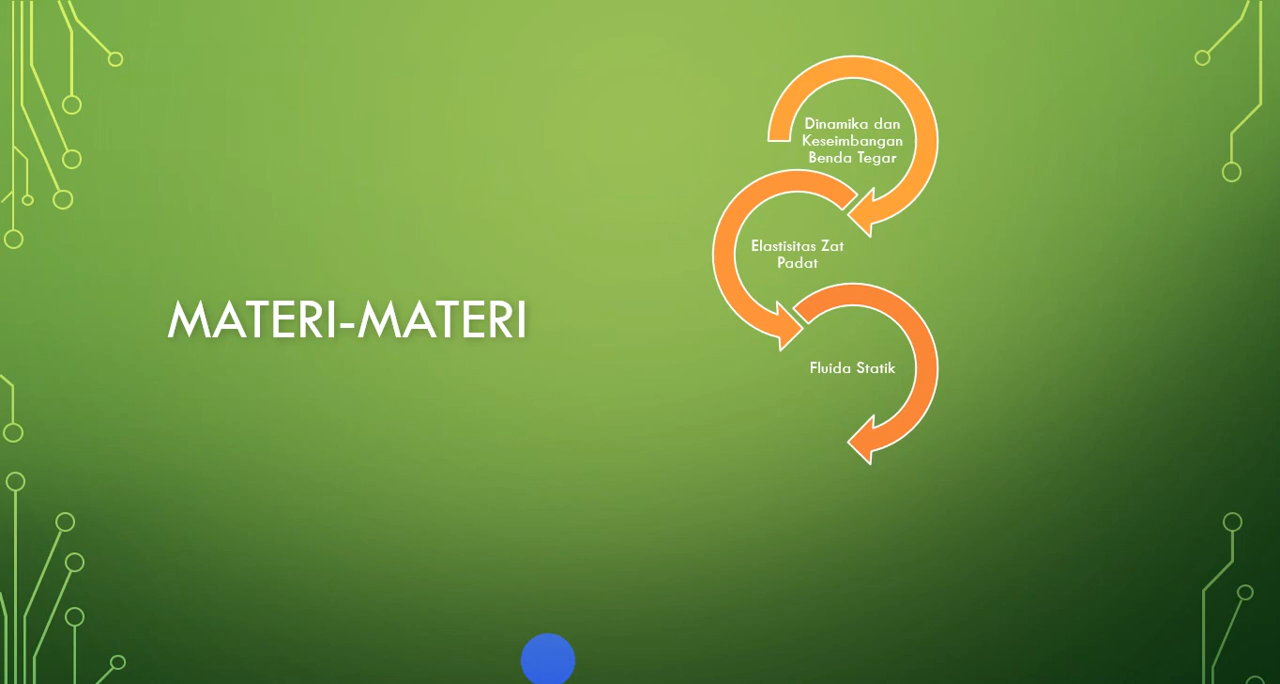 MATERI-MATERI
Dinamika dan
Keseimbangan
Benda Tegar
Elastisitas Zat
Padat
Fluida Statik